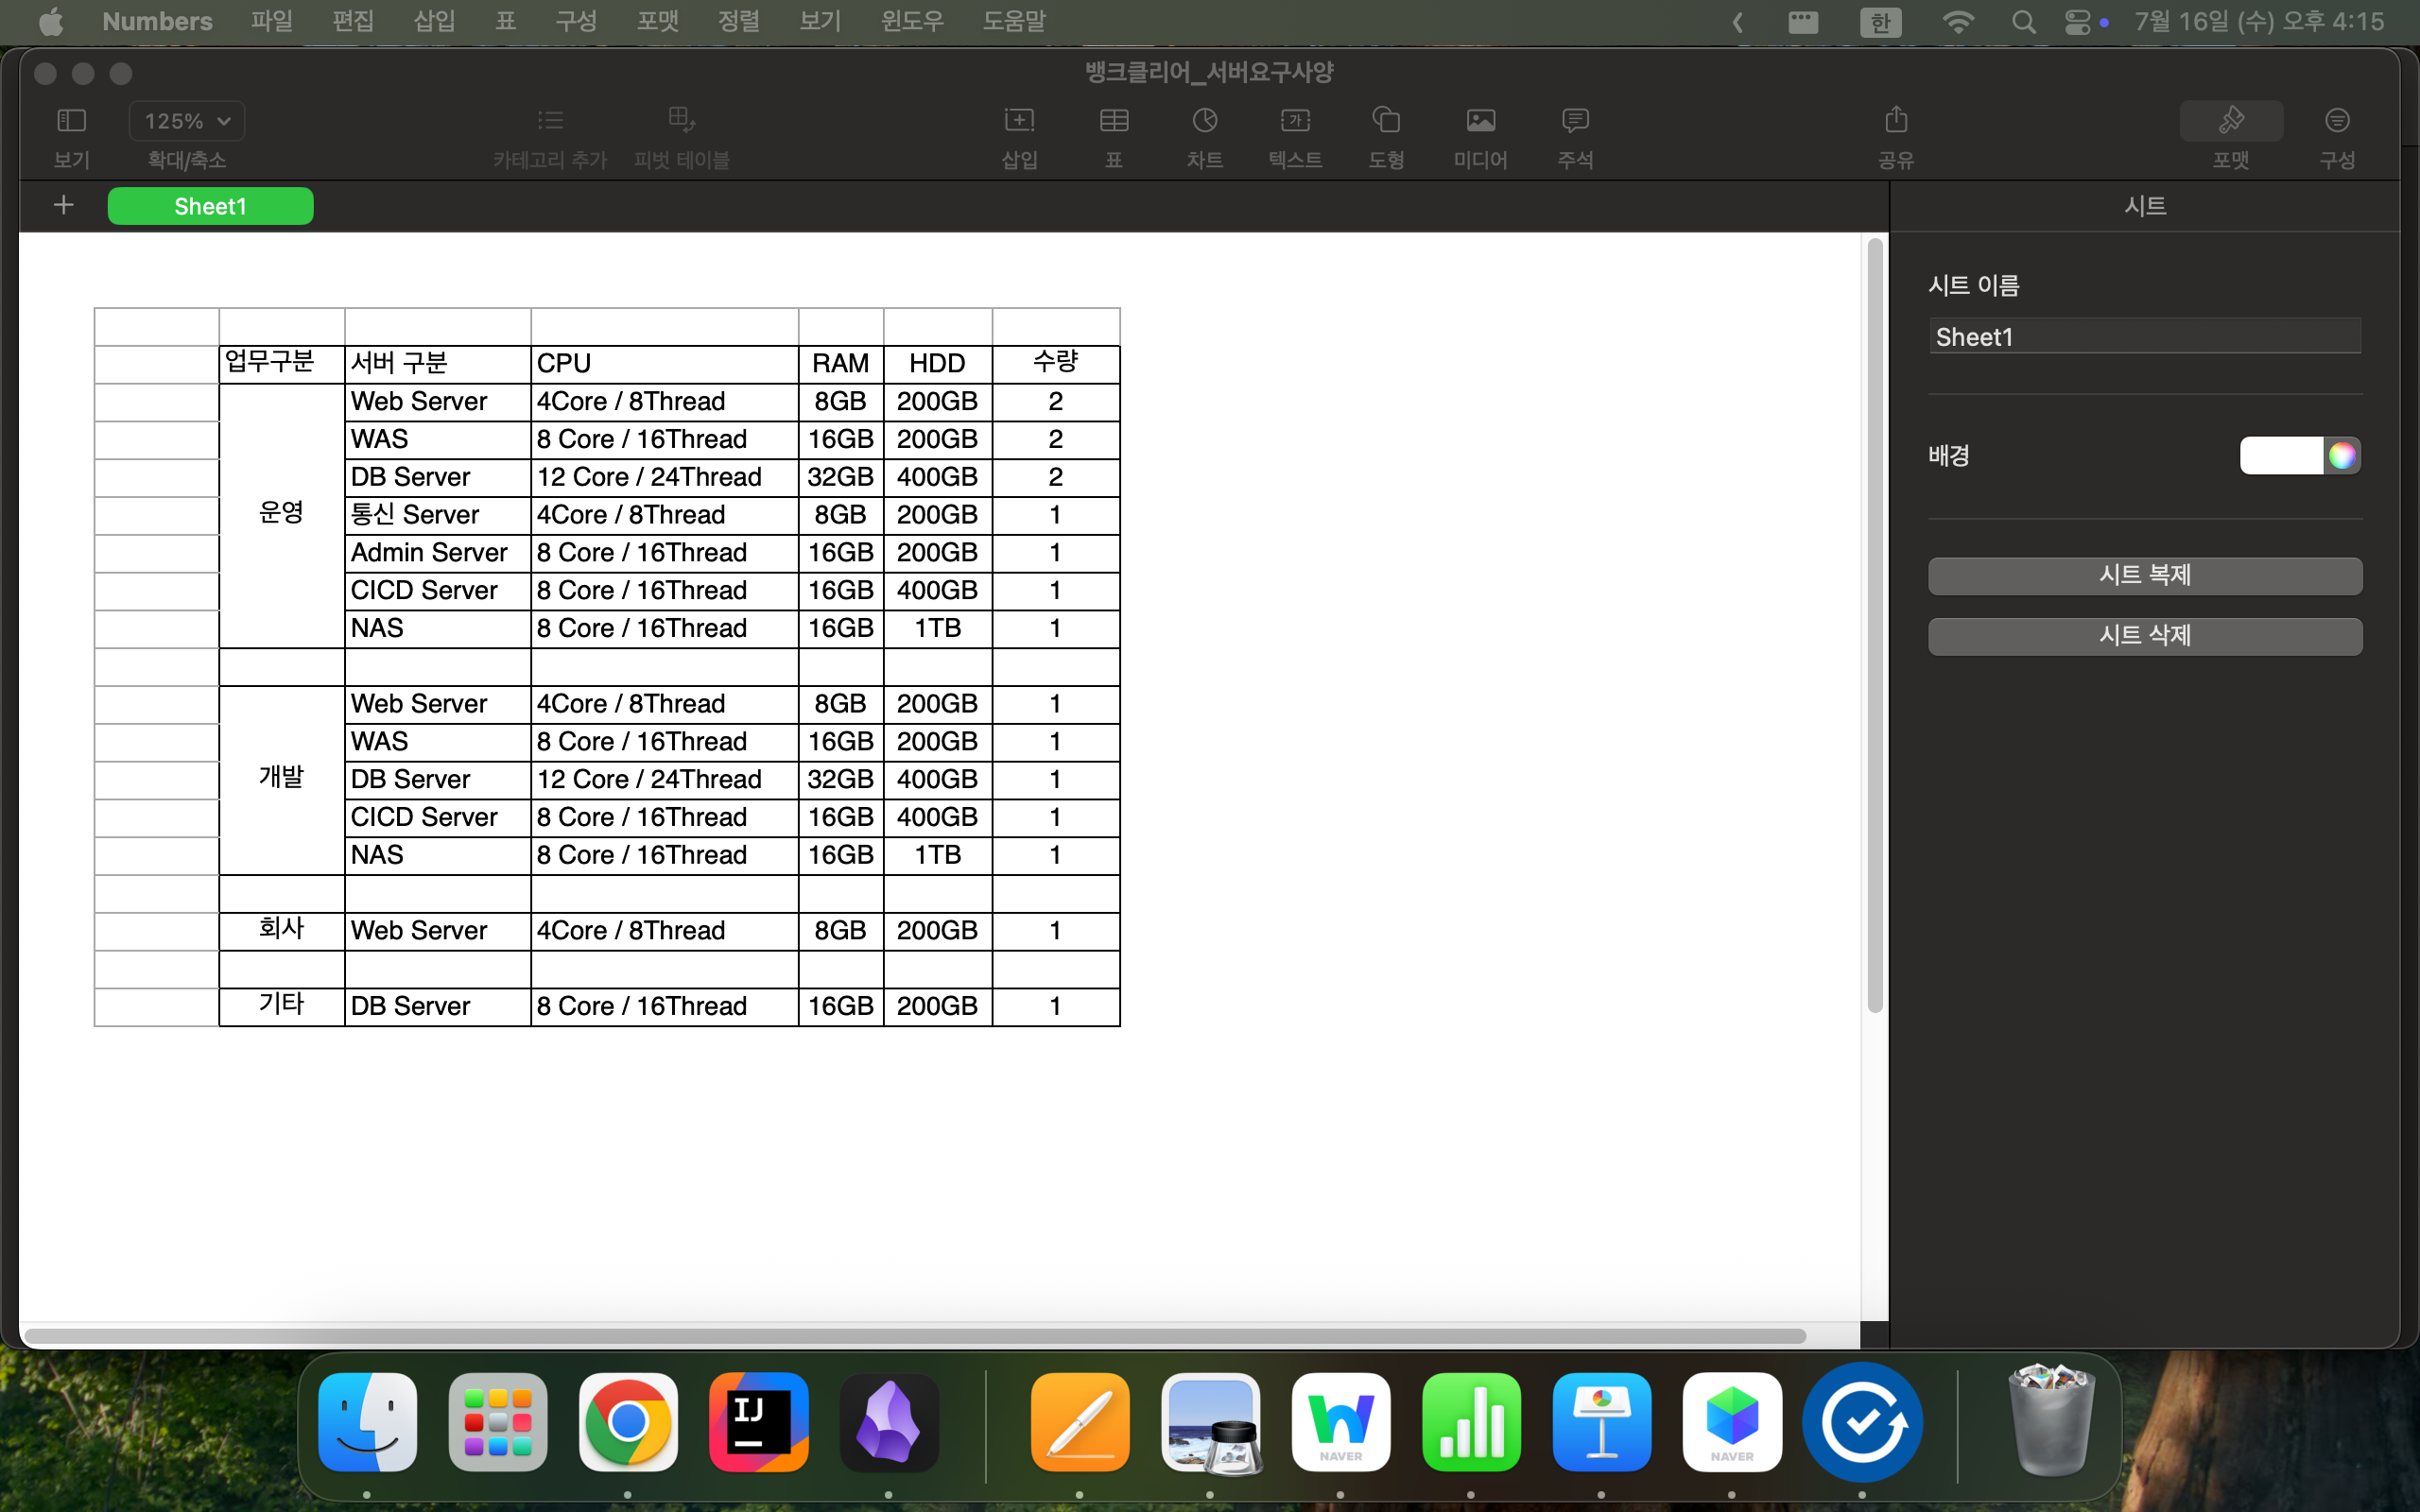 Numbers 파일 편집 삽입 표 구성 포맷 정렬 보기 윈도우 도움말 한 7월 16일 (수) 오후 4:15
뱅크클리어_서버요구사양
125%
보기 확대/축소 카테고리 추가 피벗 테이블 삽입 표 차트 텍스트 도형 미디어 주석 공유 포맷 구성
Sheet1
시트
시트 이름
Sheet1
배경
시트 복제
시트 삭제
업무구분 서버 구분 CPU RAM HDD 수량
운영
Web Server 4Core / 8Thread 8GB 200GB 2
WAS 8 Core / 16Thread 16GB 200GB 2
DB Server 12 Core / 24Thread 32GB 400GB 2
통신 Server 4Core / 8Thread 8GB 200GB 1
Admin Server 8 Core / 16Thread 16GB 200GB 1
CICD Server 8 Core / 16Thread 16GB 400GB 1
NAS 8 Core / 16Thread 16GB 1TB 1
개발
Web Server 4Core / 8Thread 8GB 200GB 1
WAS 8 Core / 16Thread 16GB 200GB 1
DB Server 12 Core / 24Thread 32GB 400GB 1
CICD Server 8 Core / 16Thread 16GB 400GB 1
NAS 8 Core / 16Thread 16GB 1TB 1
회사 Web Server 4Core / 8Thread 8GB 200GB 1
기타 DB Server 8 Core / 16Thread 16GB 200GB 1
IJ
NAVER
NAVER